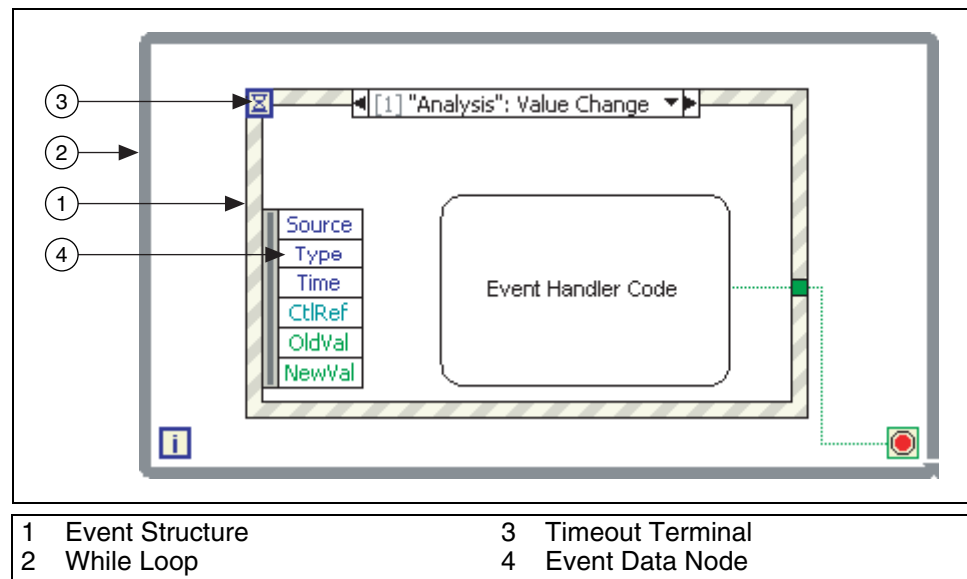 3
[1] "Analysis": Value Change
2
1
Source
4
Type
Time
Event Handler Code
CtlRef
OldVal
NewVal
i
1 Event Structure
3 Timeout Terminal
2 While Loop
4 Event Data Node